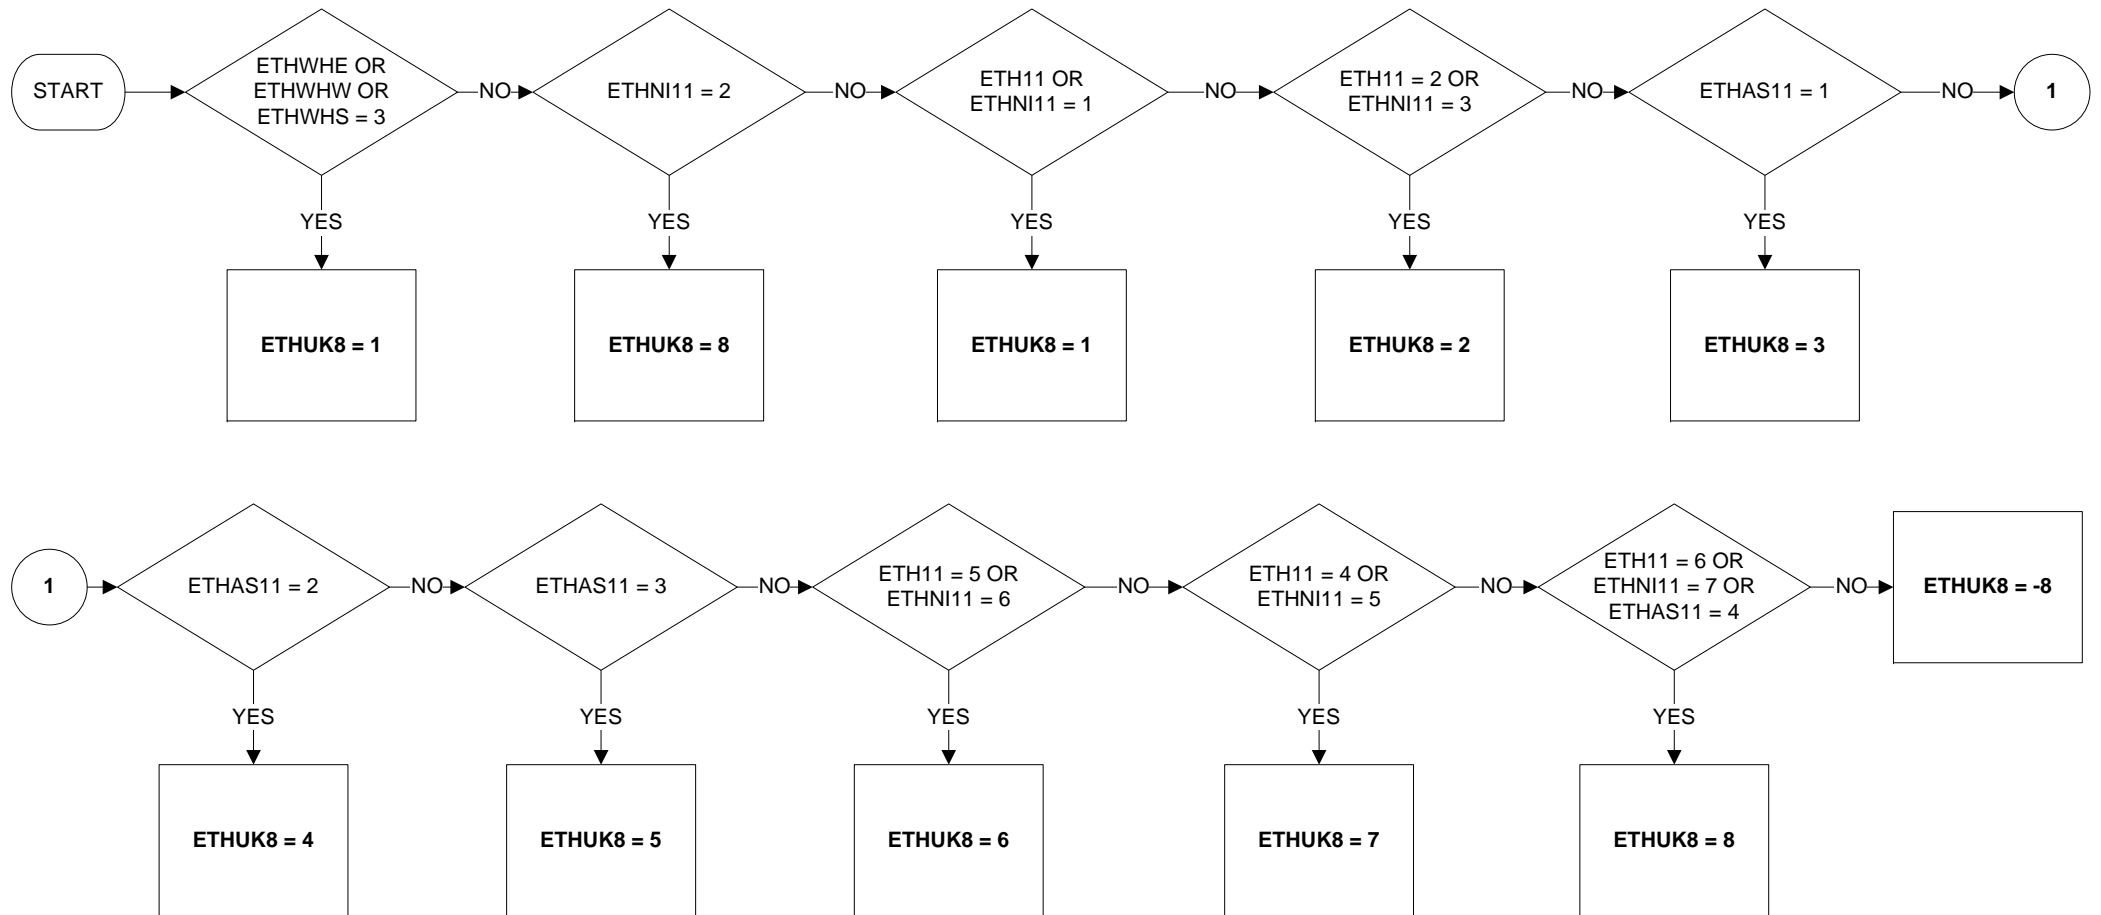 START
ETHWHE OR
ETHWHW OR
ETHWHS = 3
NO
ETHNI11 = 2
NO
ETH11 OR
ETHNI11 = 1
NO
ETH11 = 2 OR
ETHNI11 = 3
NO
ETHAS11 = 1
NO
1
YES
YES
YES
YES
YES
ETHUK8 = 1
ETHUK8 = 8
ETHUK8 = 1
ETHUK8 = 2
ETHUK8 = 3
1
ETHAS11 = 2
NO
ETHAS11 = 3
NO
ETH11 = 5 OR
ETHNI11 = 6
NO
ETH11 = 4 OR
ETHNI11 = 5
NO
ETH11 = 6 OR
ETHNI11 = 7 OR
ETHAS11 = 4
NO
ETHUK8 = -8
YES
YES
YES
YES
YES
ETHUK8 = 4
ETHUK8 = 5
ETHUK8 = 6
ETHUK8 = 7
ETHUK8 = 8